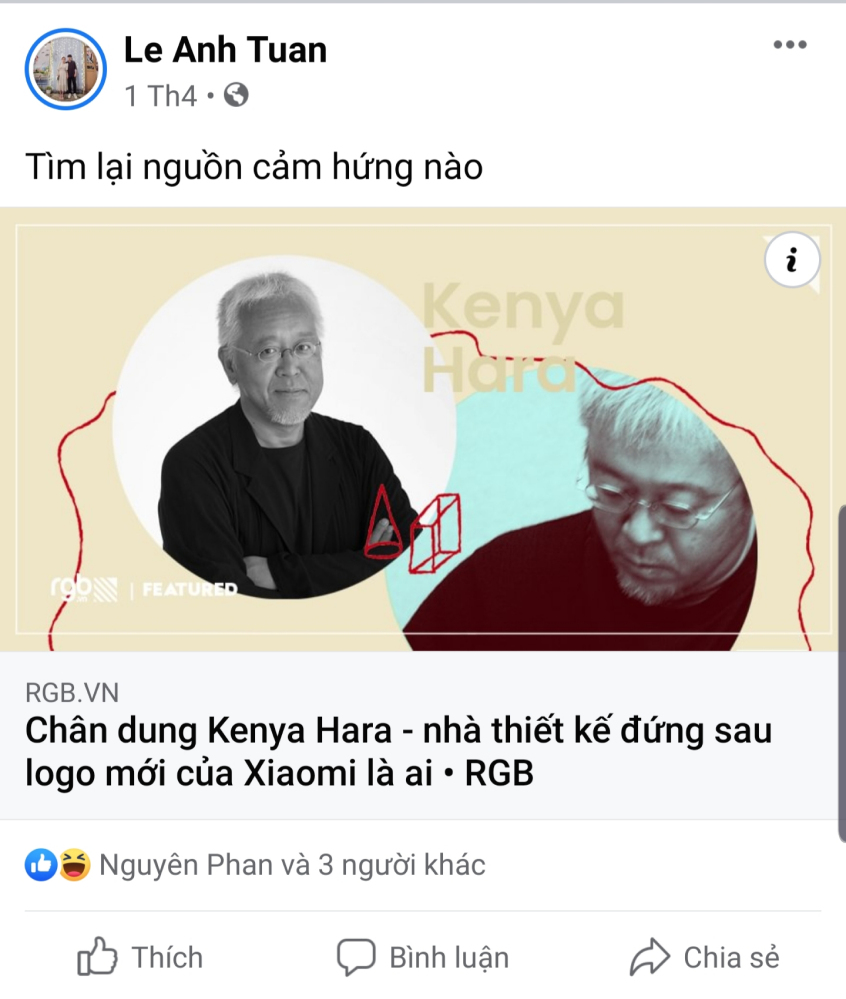 Le Anh Tuan
1 Th4 •
Tìm lại nguồn cảm hứng nào
Kenya
Hara
rgb | FEATURED
RGB.VN
Chân dung Kenya Hara - nhà thiết kế đứng sau
logo mới của Xiaomi là ai • RGB
Nguyên Phan và 3 người khác
Thích
Bình luận
Chia sẻ